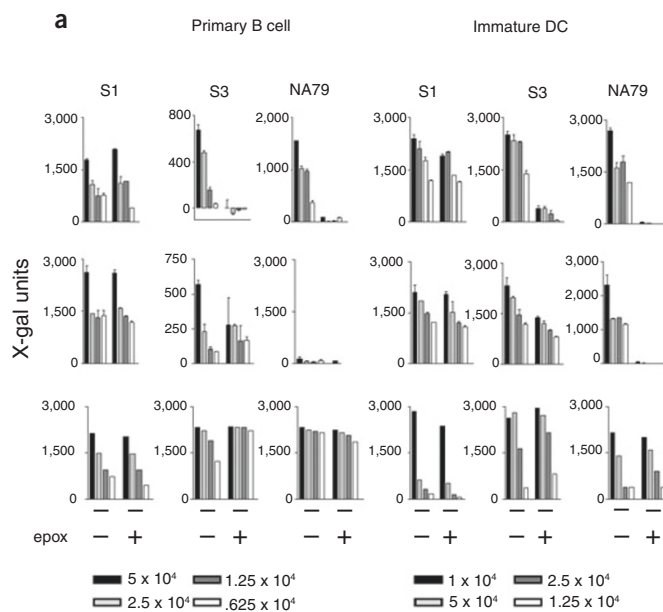 a
Primary B cell Immature DC
S1 S3 NA79 S1 S3 NA79
3,000 800 2,000 3,000 3,000 3,000
1,500 400 1,000 1,500 1,500 1,500
0 0 0 0 0 0
X-gal units
3,000 750 3,000 3,000 3,000 3,000
500 2,000
1,500 1,500 1,500 1,500
250 1,000
0 0 0 0 0 0
3,000 3,000 3,000 3,000 3,000 3,000
1,500 1,500 1,500 1,500 1,500 1,500
0 0 0 0 0 0
epox − + − + − + − + − + − +
5 x 10⁴ 1.25 x 10⁴ 1 x 10⁴ 2.5 x 10⁴
2.5 x 10⁴ .625 x 10⁴ 5 x 10⁴ 1.25 x 10⁴